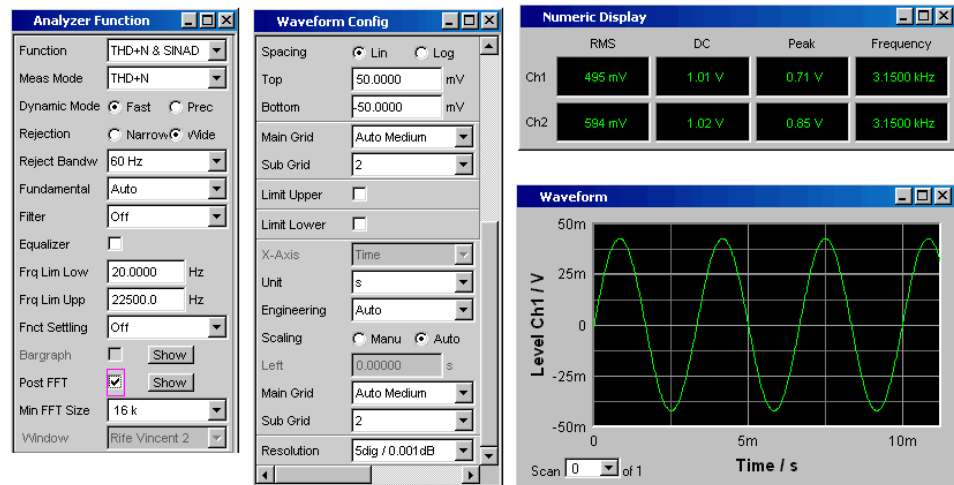 Analyzer Function
Function THD+N & SINAD
Meas Mode THD+N
Dynamic Mode Fast Prec
Rejection Narrow Wide
Reject Bandw 60 Hz
Fundamental Auto
Filter Off
Equalizer
Frq Lim Low 20.0000 Hz
Frq Lim Upp 22500.0 Hz
Fnct Settling Off
Bargraph Show
Post FFT Show
Min FFT Size 16 k
Window Rife Vincent 2
Waveform Config
Spacing Lin Log
Top 50.0000 mV
Bottom -50.0000 mV
Main Grid Auto Medium
Sub Grid 2
Limit Upper
Limit Lower
X-Axis Time
Unit s
Engineering Auto
Scaling Manu Auto
Left 0.00000 s
Main Grid Auto Medium
Sub Grid 2
Resolution 5dig / 0.001dB
Numeric Display
RMS DC Peak Frequency
Ch1 495 mV 1.01 V 0.71 V 3.1500 kHz
Ch2 594 mV 1.02 V 0.85 V 3.1500 kHz
Waveform
Level Ch1 / V
50m
25m
0
-25m
-50m
0 5m 10m
Scan 0 of 1 Time / s